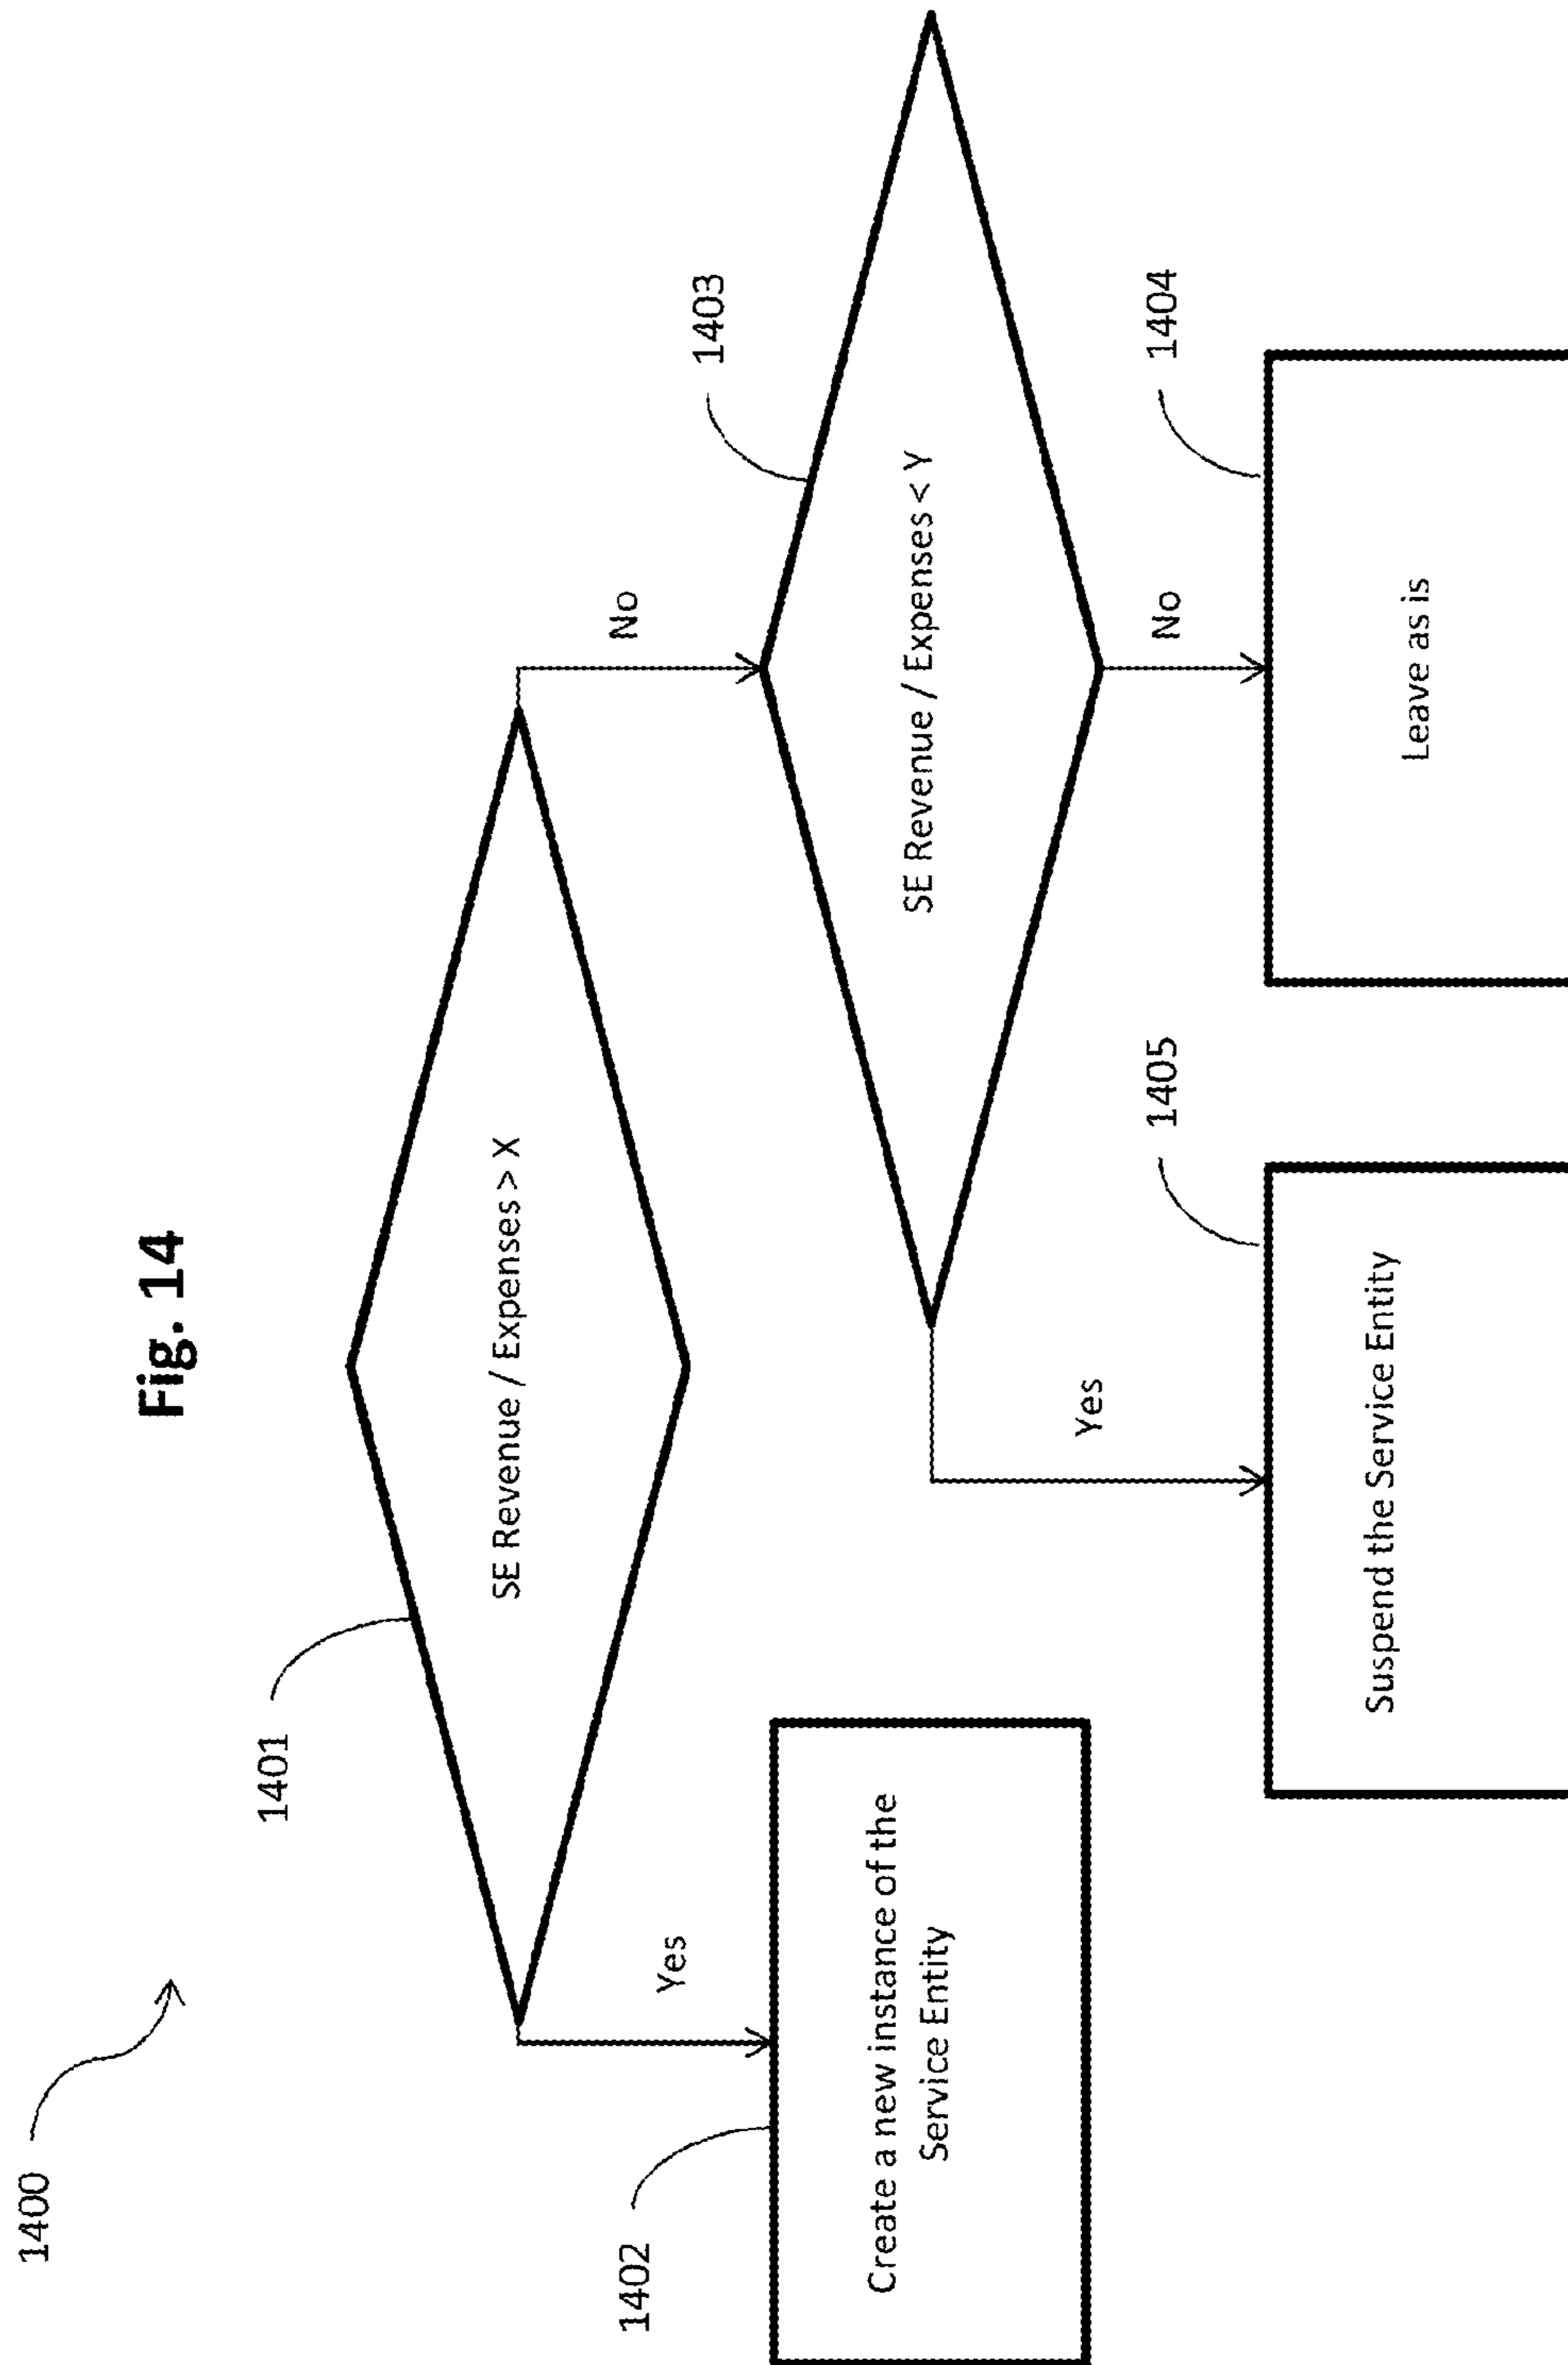 1400
Fig. 14
1401
SE Revenue / Expenses > X
Yes
No
1402
Create a new instance of the
Service Entity
1403
SE Revenue / Expenses < Y
Yes
No
1405
Suspend the Service Entity
1404
Leave as is